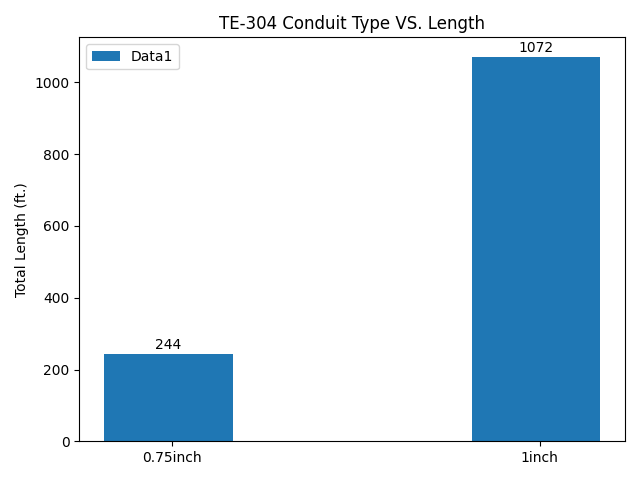 TE-304 Conduit Type VS. Length
Data1
1072
1000
800
600
400
244
200
0
Total Length (ft.)
0.75inch
1inch